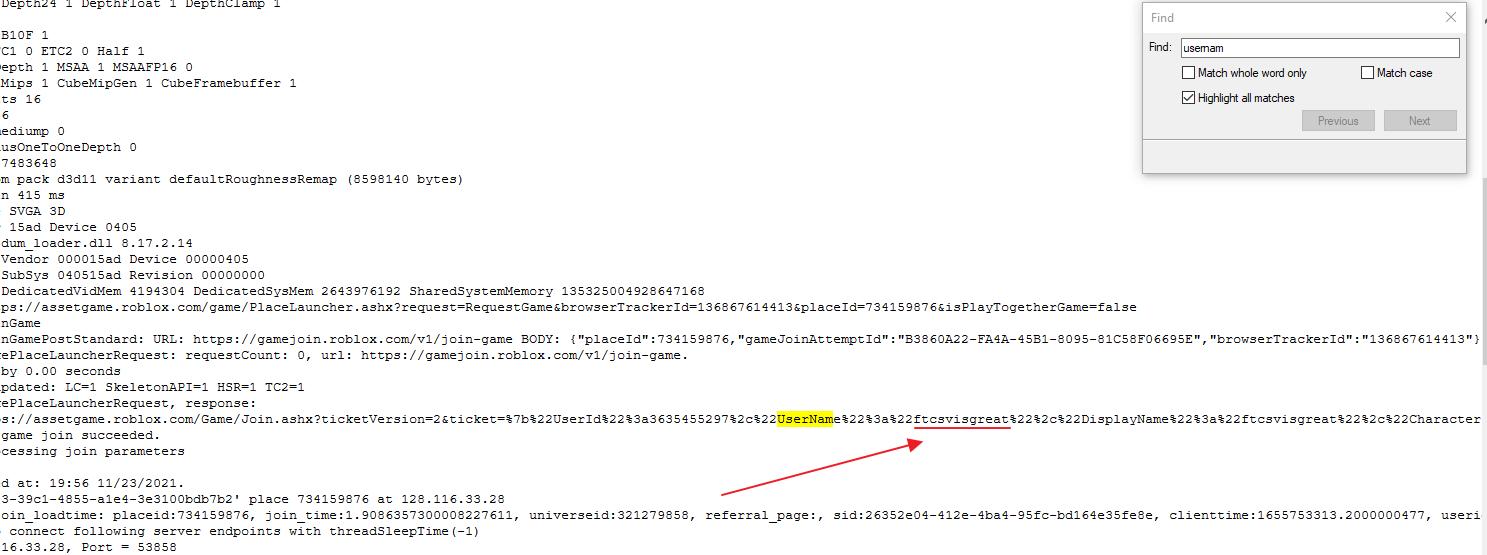 Depth24 1 DepthFloat 1 DepthClamp 1
B10F 1
C1 0 ETC2 0 Half 1
epth 1 MSAA 1 MSAAFP16 0
Mips 1 CubeMipGen 1 CubeFramebuffer 1
ts 16
6
ediump 0
usOneToOneDepth 0
7483648
m pack d3d11 variant defaultRoughnessRemap (8598140 bytes)
n 415 ms
SVGA 3D
15ad Device 0405
dum_loader.dll 8.17.2.14
Vendor 000015ad Device 00000405
SubSys 040515ad Revision 00000000
DedicatedVidMem 4194304 DedicatedSysMem 2643976192 SharedSystemMemory 135325004928647168
ps://assetgame.roblox.com/game/PlaceLauncher.ashx?request=RequestGame&browserTrackerId=136867614413&placeId=734159876&isPlayTogetherGame=false
nGame
nGamePostStandard: URL: https://gamejoin.roblox.com/v1/join-game BODY: {"placeId":734159876,"gameJoinAttemptId":"B3860A22-FA4A-45B1-8095-81C58F06695E","browserTrackerId":"136867614413"}
ePlaceLauncherRequest: requestCount: 0, url: https://gamejoin.roblox.com/v1/join-game.
by 0.00 seconds
pdated: LC=1 SkeletonAPI=1 HSR=1 TC2=1
ePlaceLauncherRequest, response:
s://assetgame.roblox.com/Game/Join.ashx?ticketVersion=2&ticket=%7b%22UserId%22%3a3635455297%2c%22UserName%22%3a%22ftcsvisgreat%22%2c%22DisplayName%22%3a%22ftcsvisgreat%22%2c%22Character
game join succeeded.
cessing join parameters
d at: 19:56 11/23/2021.
3-39c1-4855-a1e4-3e3100bdb7b2' place 734159876 at 128.116.33.28
oin_loadtime: placeid:734159876, join_time:1.9086357300008227611, universeid:321279858, referral_page:, sid:26352e04-412e-4ba4-95fc-bd164e35fe8e, clienttime:1655753313.2000000477, useri
connect following server endpoints with threadSleepTime(-1)
16.33.28, Port = 53858
Find
Find: usernam
Match whole word only
Match case
Highlight all matches
Previous
Next